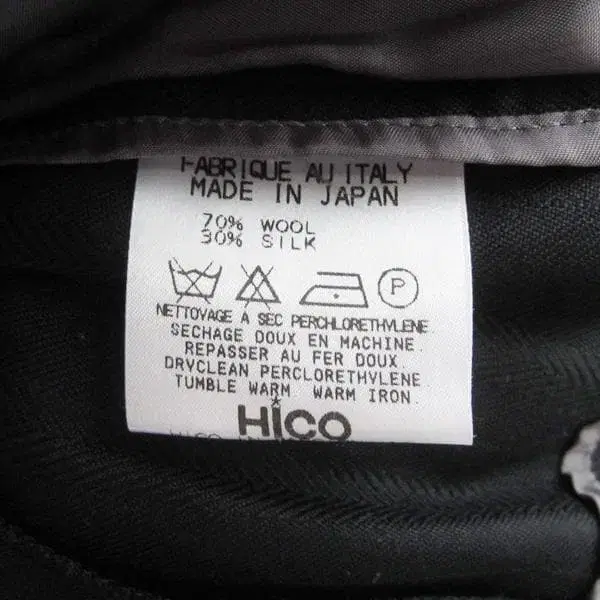 FABRIQUE AU ITALY
MADE IN JAPAN
70% WOOL
30% SILK
P
NETTOYAGE A SEC PERCHLORETHYLENE
SECHAGE DOUX EN MACHINE.
REPASSER AU FER DOUX.
DRYCLEAN PERCLORETHYLENE.
TUMBLE WARM WARM IRON.
HICO